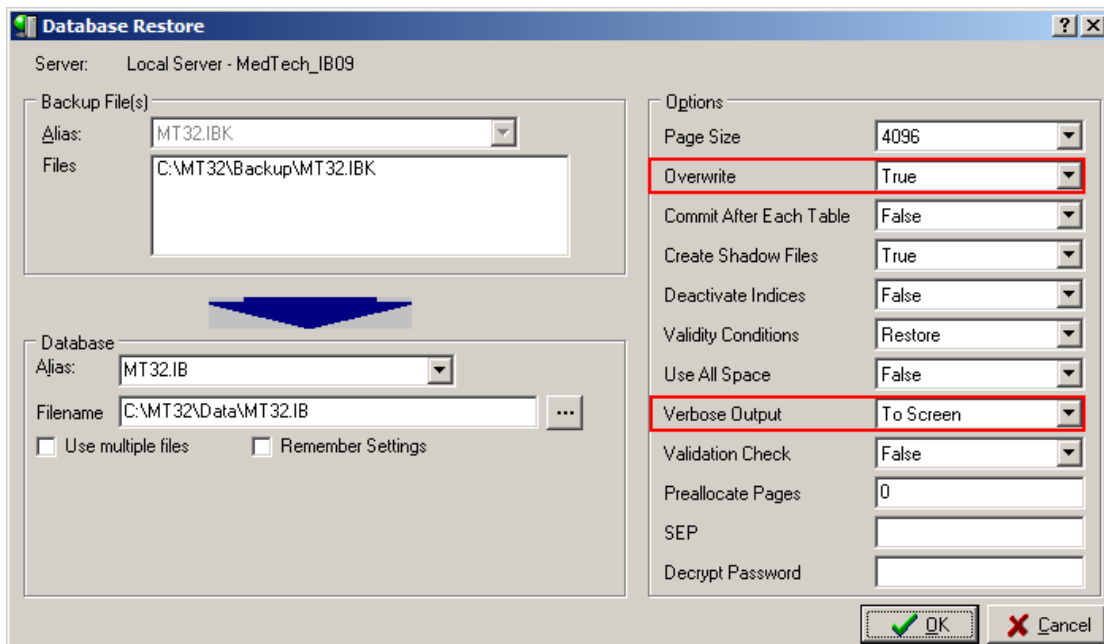 Database Restore
Server: Local Server - MedTech_IB09
Backup File(s)
Alias: MT32.IBK
Files C:\MT32\Backup\MT32.IBK
Database
Alias: MT32.IB
Filename C:\MT32\Data\MT32.IB ...
Use multiple files Remember Settings
Options
Page Size 4096
Overwrite True
Commit After Each Table False
Create Shadow Files True
Deactivate Indices False
Validity Conditions Restore
Use All Space False
Verbose Output To Screen
Validation Check False
Preallocate Pages 0
SEP
Decrypt Password
OK Cancel